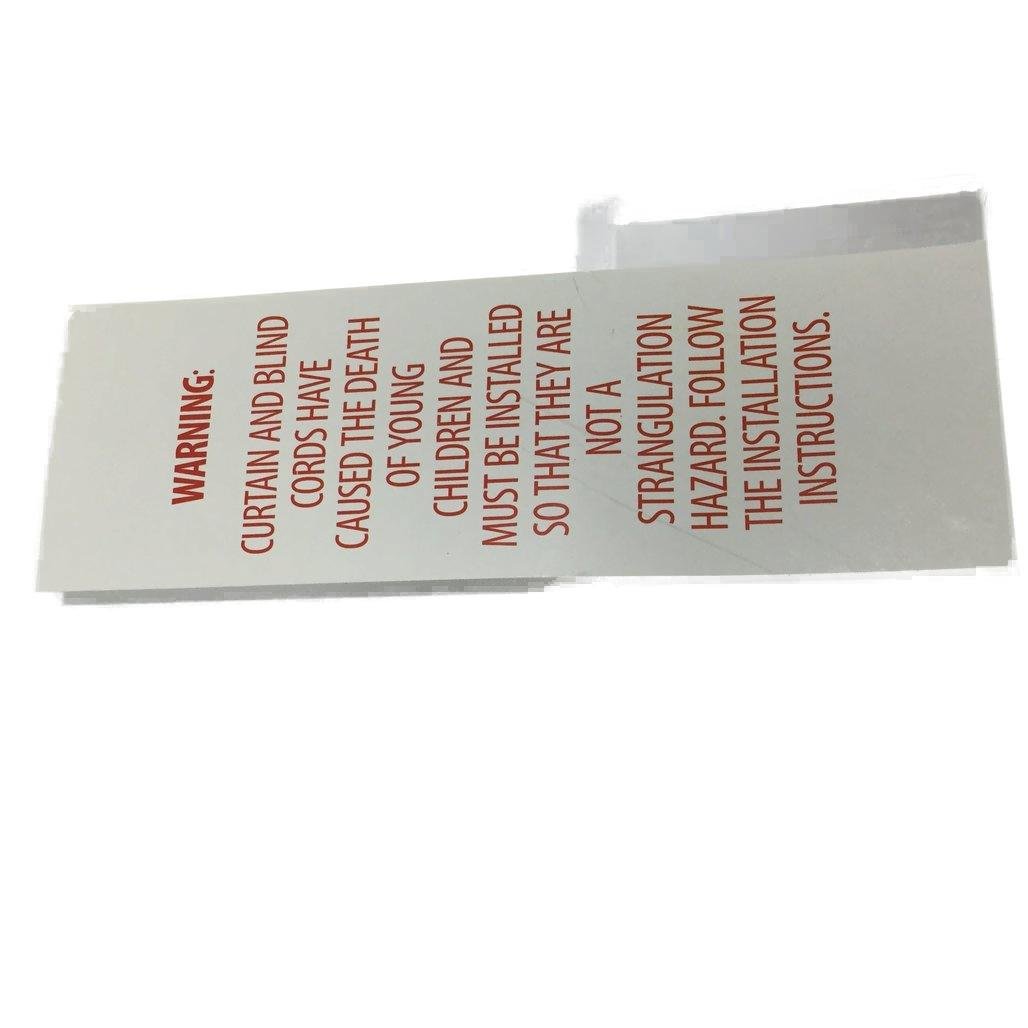 WARNING:
CURTAIN AND BLIND
CORDS HAVE
CAUSED THE DEATH
OF YOUNG
CHILDREN AND
MUST BE INSTALLED
SO THAT THEY ARE
NOT A
STRANGULATION
HAZARD. FOLLOW
THE INSTALLATION
INSTRUCTIONS.